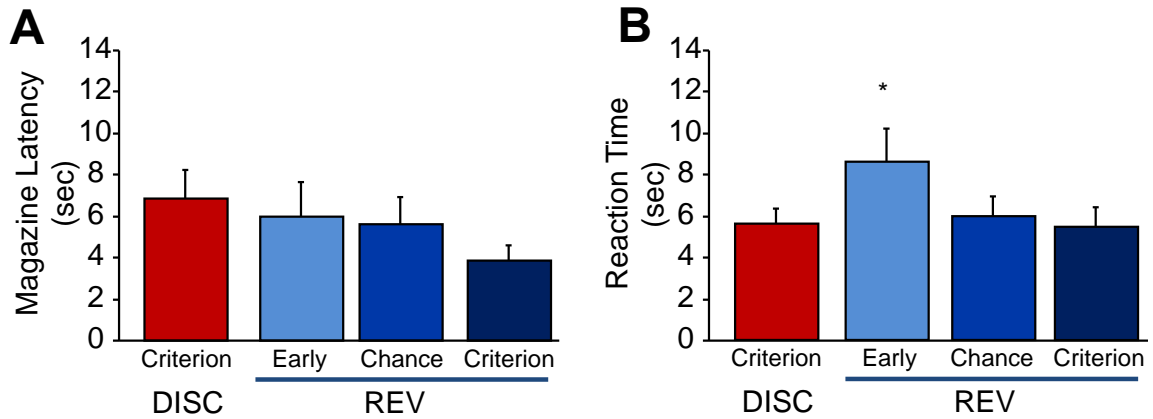 A
Magazine Latency
(sec)
14
12
10
8
6
4
2
0
Criterion Early Chance Criterion
DISC REV
B
Reaction Time
(sec)
14
12
10
8
6
4
2
0
*
Criterion Early Chance Criterion
DISC REV